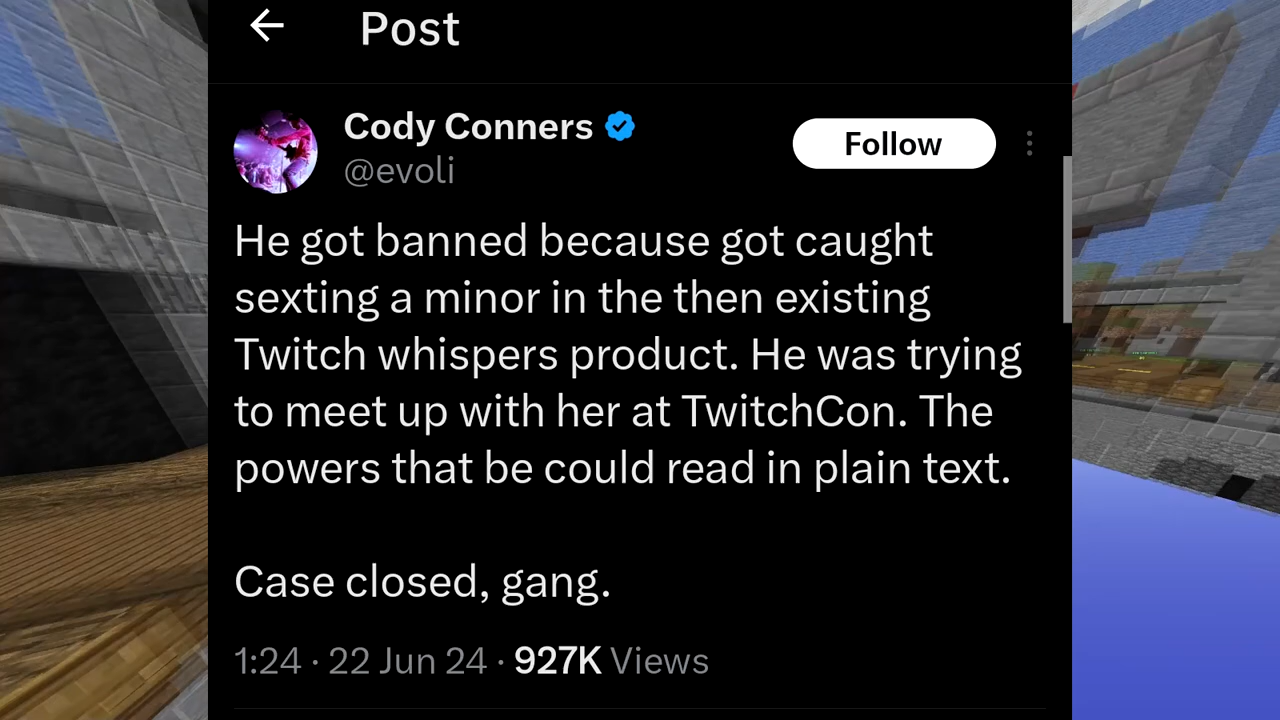 Post
Cody Conners
@evoli
Follow
He got banned because got caught
sexting a minor in the then existing
Twitch whispers product. He was trying
to meet up with her at TwitchCon. The
powers that be could read in plain text.
Case closed, gang.
1:24 · 22 Jun 24 · 927K Views